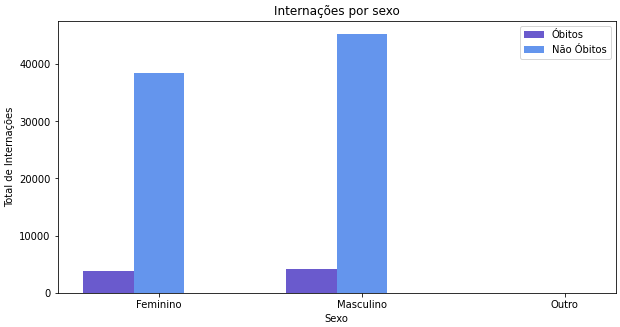 Internações por sexo
Óbitos
Não Óbitos
Total de Internações
40000
30000
20000
10000
0
Feminino
Masculino
Outro
Sexo